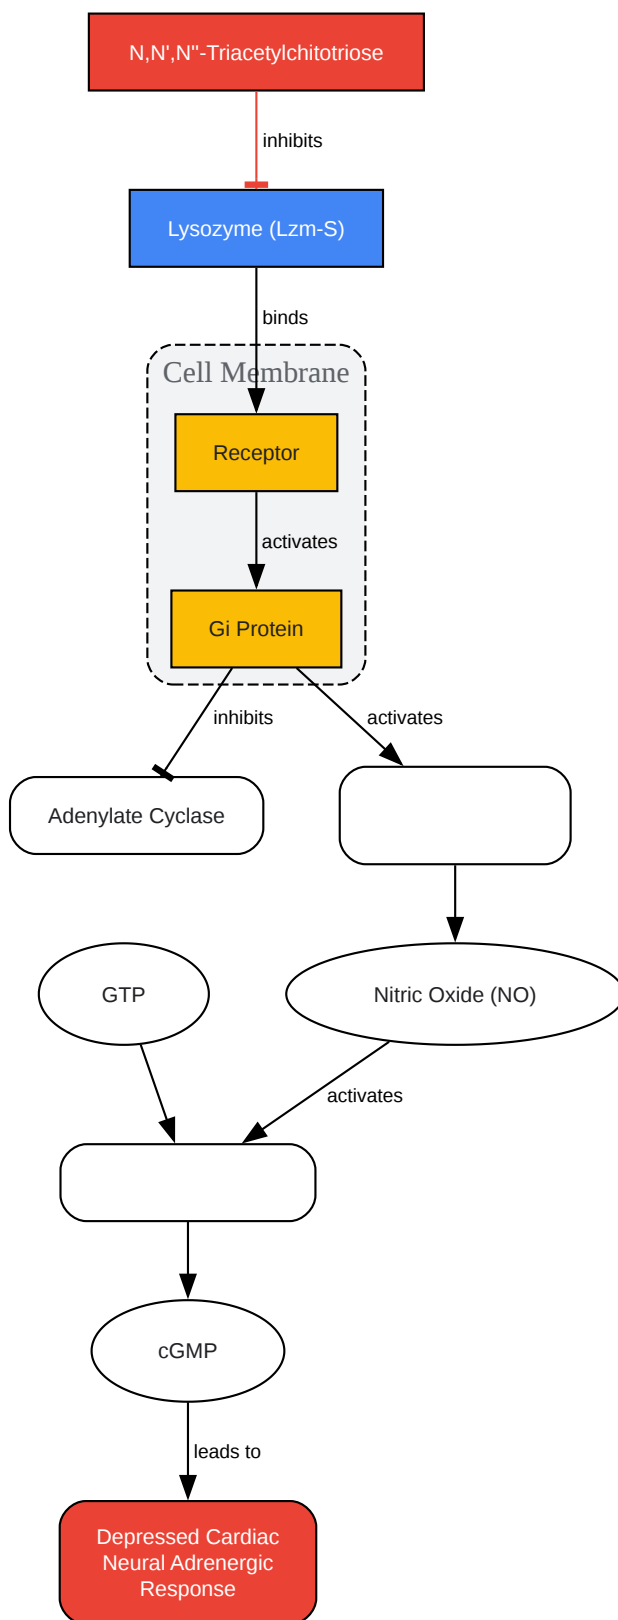 N,N',N''-Triacetylchitotriose
inhibits
Lysozyme (Lzm-S)
binds
Cell Membrane
Receptor
activates
Gi Protein
inhibits
activates
Adenylate Cyclase
GTP
Nitric Oxide (NO)
activates
cGMP
leads to
Depressed Cardiac
Neural Adrenergic
Response